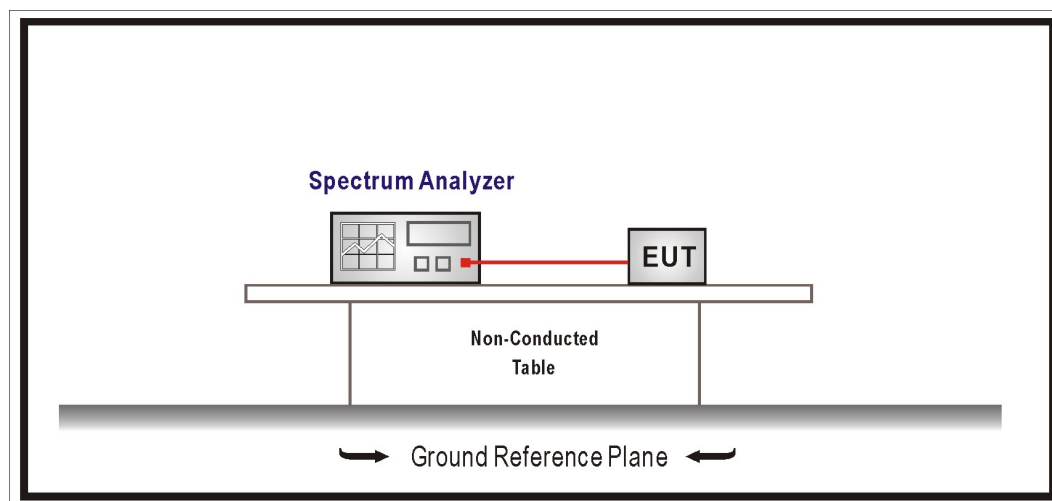 Spectrum Analyzer
EUT
Non-Conducted
Table
Ground Reference Plane